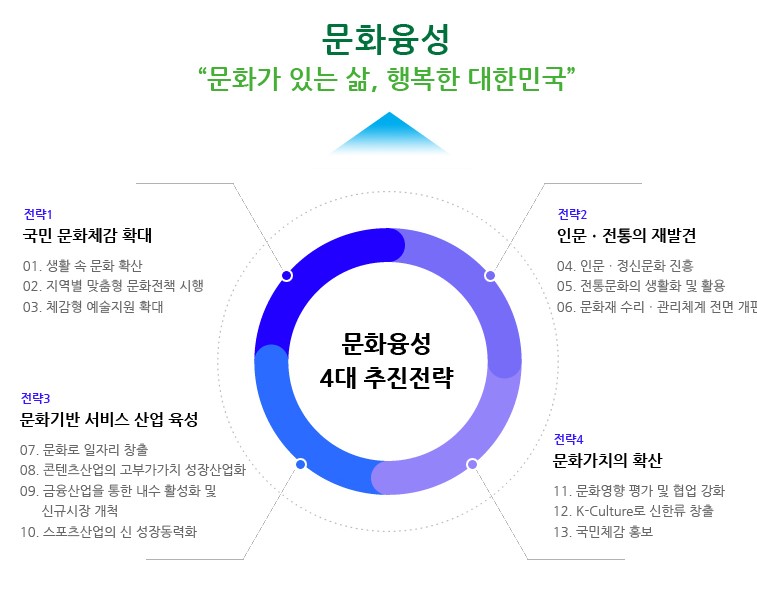 문화융성
“문화가 있는 삶, 행복한 대한민국”
전략1
국민 문화체감 확대
01. 생활 속 문화 확산
02. 지역별 맞춤형 문화전책 시행
03. 체감형 예술지원 확대
전략2
인문 · 전통의 재발견
04. 인문 · 정신문화 진흥
05. 전통문화의 생활화 및 활용
06. 문화재 수리 · 관리체계 전면 개편
문화융성
4대 추진전략
전략3
문화기반 서비스 산업 육성
07. 문화로 일자리 창출
08. 콘텐츠산업의 고부가가치 성장산업화
09. 금융산업을 통한 내수 활성화 및
신규시장 개척
10. 스포츠산업의 신 성장동력화
전략4
문화가치의 확산
11. 문화영향 평가 및 협업 강화
12. K-Culture로 신한류 창출
13. 국민체감 홍보